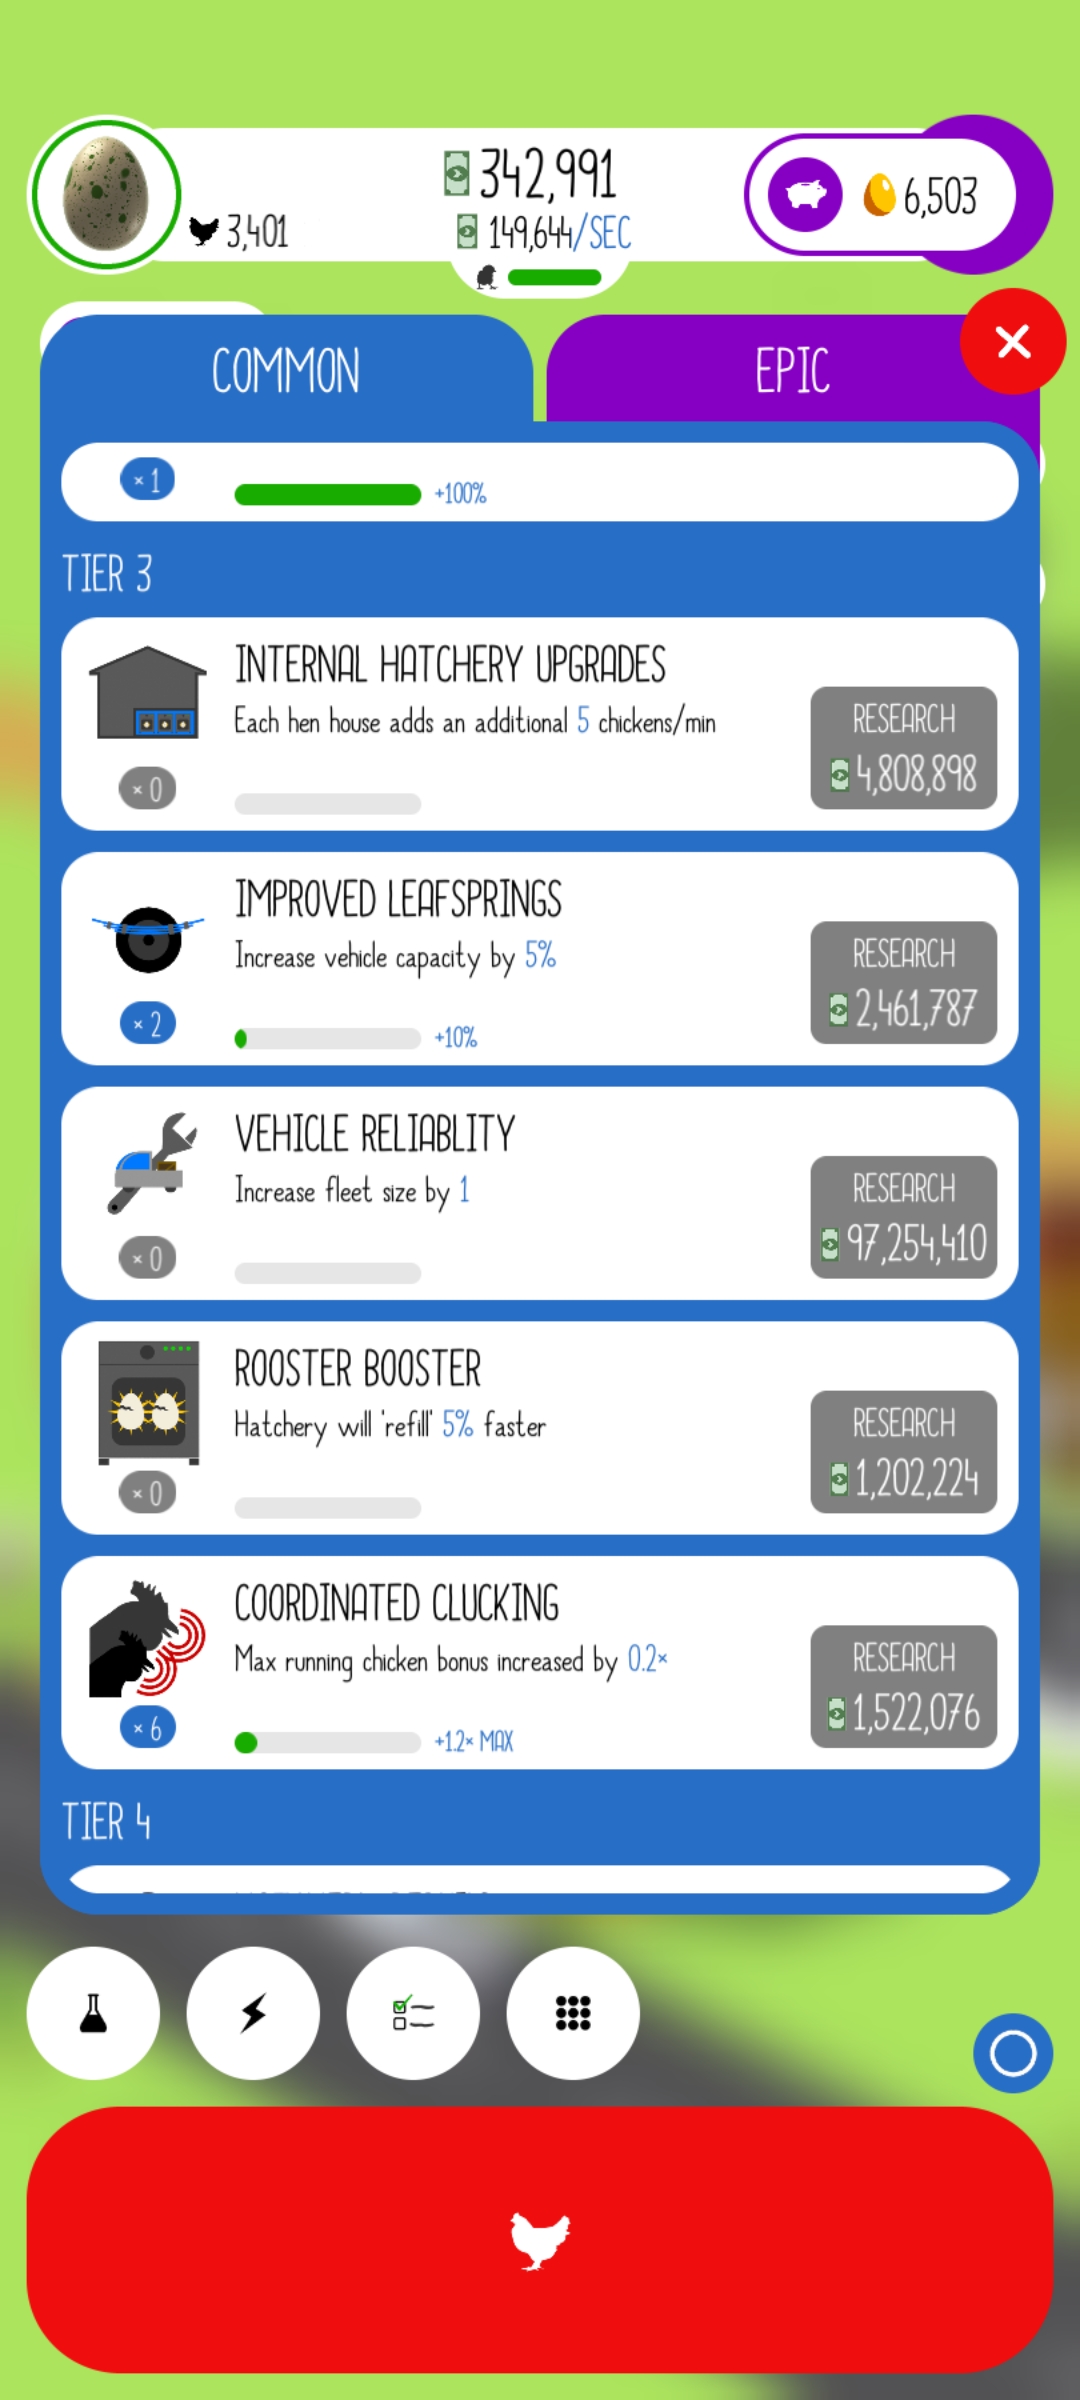 342,991
3,401
149,644/SEC
6,503
COMMON
EPIC
× 1
+100%
TIER 3
INTERNAL HATCHERY UPGRADES
Each hen house adds an additional 5 chickens/min
× 0
RESEARCH
4,808,898
IMPROVED LEAFSPRINGS
Increase vehicle capacity by 5%
× 2
+10%
RESEARCH
2,461,787
VEHICLE RELIABLITY
Increase fleet size by 1
× 0
RESEARCH
97,254,410
ROOSTER BOOSTER
Hatchery will 'refill' 5% faster
× 0
RESEARCH
1,202,224
COORDINATED CLUCKING
Max running chicken bonus increased by 0.2×
× 6
+1.2× MAX
RESEARCH
1,522,076
TIER 4